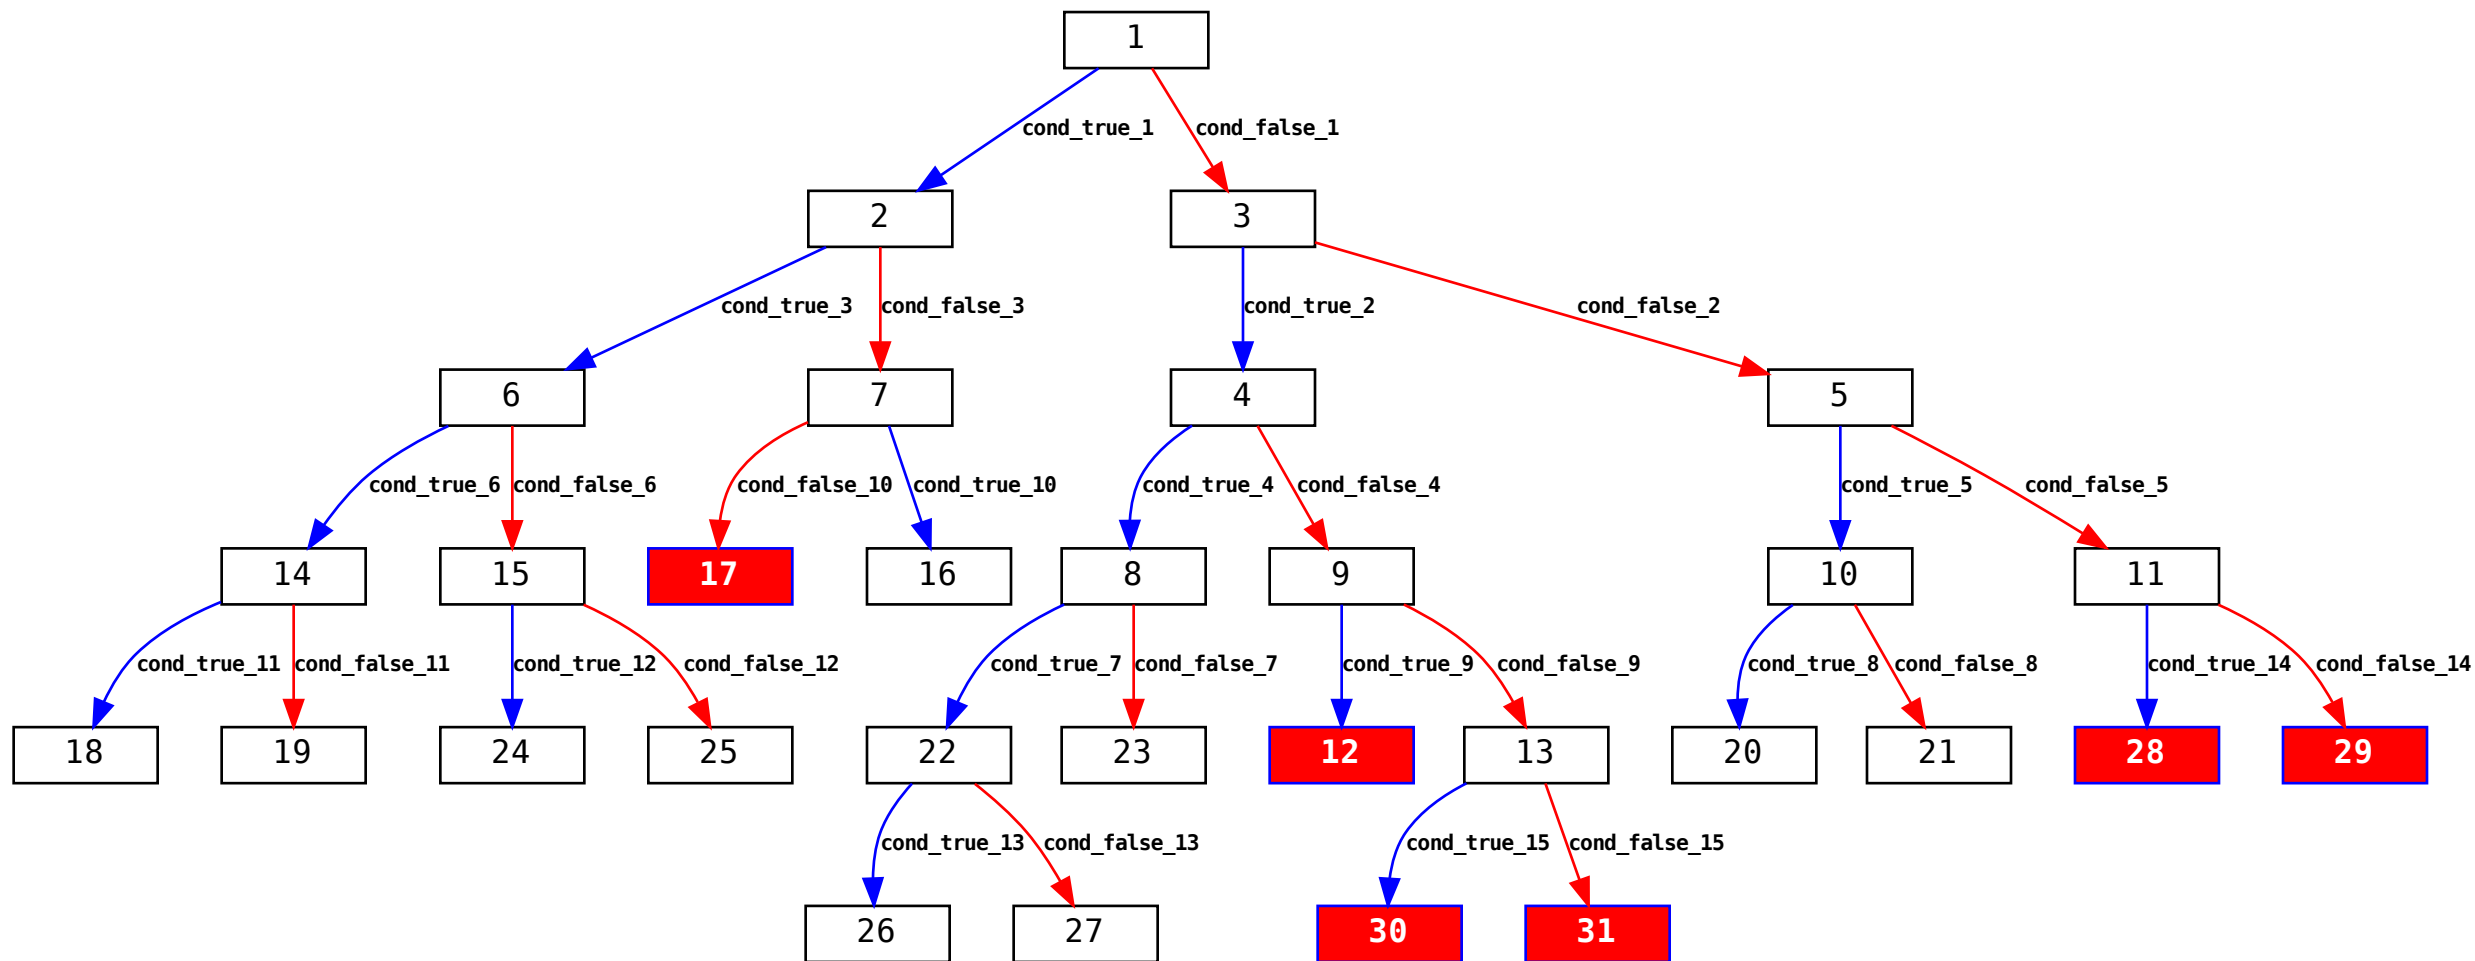 1
cond_true_1 cond_false_1
2 3
cond_true_3 cond_false_3 cond_true_2 cond_false_2
6 7 4 5
cond_true_6 cond_false_6 cond_false_10 cond_true_10 cond_true_4 cond_false_4 cond_true_5 cond_false_5
14 15 17 16 8 9 10 11
cond_true_11 cond_false_11 cond_true_12 cond_false_12 cond_true_7 cond_false_7 cond_true_9 cond_false_9 cond_true_8 cond_false_8 cond_true_14 cond_false_14
18 19 24 25 22 23 12 13 20 21 28 29
cond_true_13 cond_false_13 cond_true_15 cond_false_15
26 27 30 31